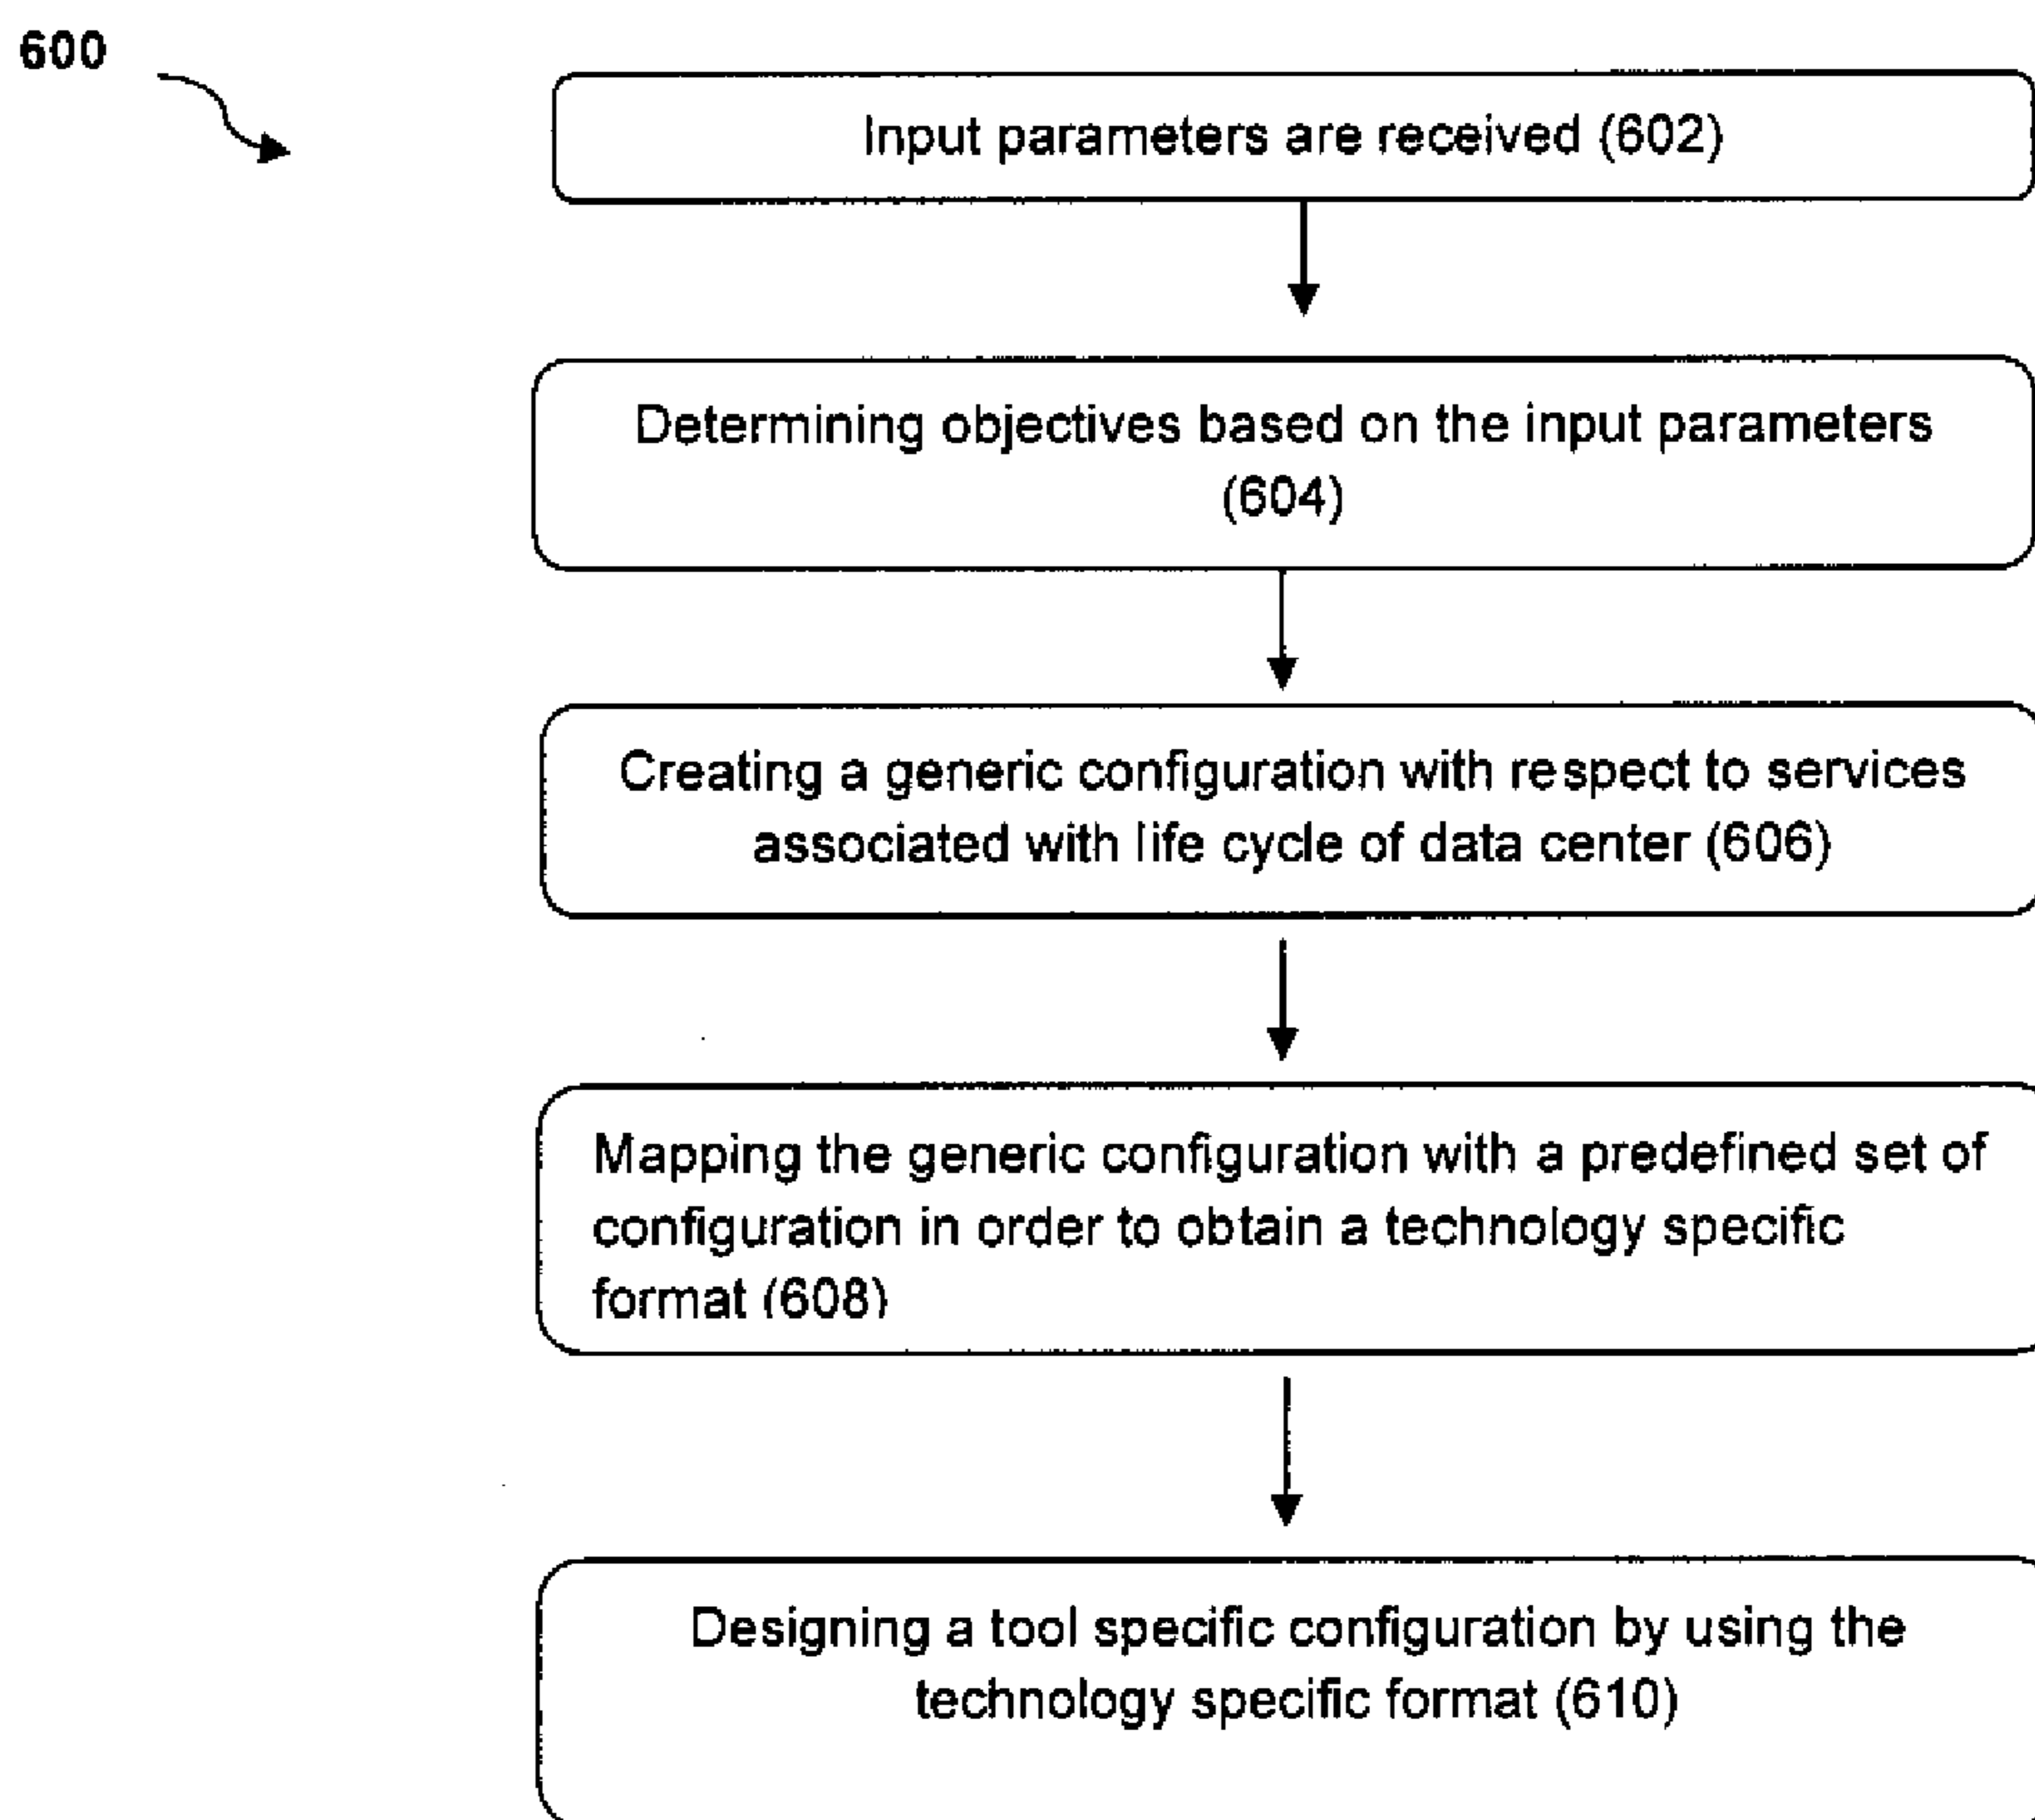 600
Input parameters are received (602)
Determining objectives based on the input parameters
(604)
Creating a generic configuration with respect to services
associated with life cycle of data center (606)
Mapping the generic configuration with a predefined set of
configuration in order to obtain a technology specific
format (608)
Designing a tool specific configuration by using the
technology specific format (610)